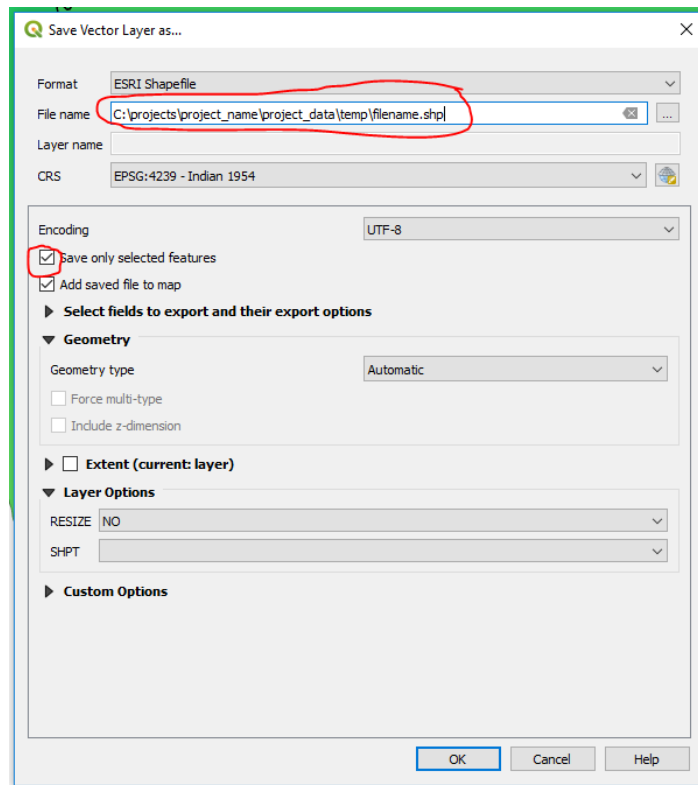 Save Vector Layer as...
Format ESRI Shapefile
File name C:\projects\project_name\project_data\temp\filename.shp ...
Layer name
CRS EPSG:4239 - Indian 1954
Encoding UTF-8
Save only selected features
Add saved file to map
Select fields to export and their export options
Geometry
Geometry type Automatic
Force multi-type
Include z-dimension
Extent (current: layer)
Layer Options
RESIZE NO
SHPT
Custom Options
OK Cancel Help